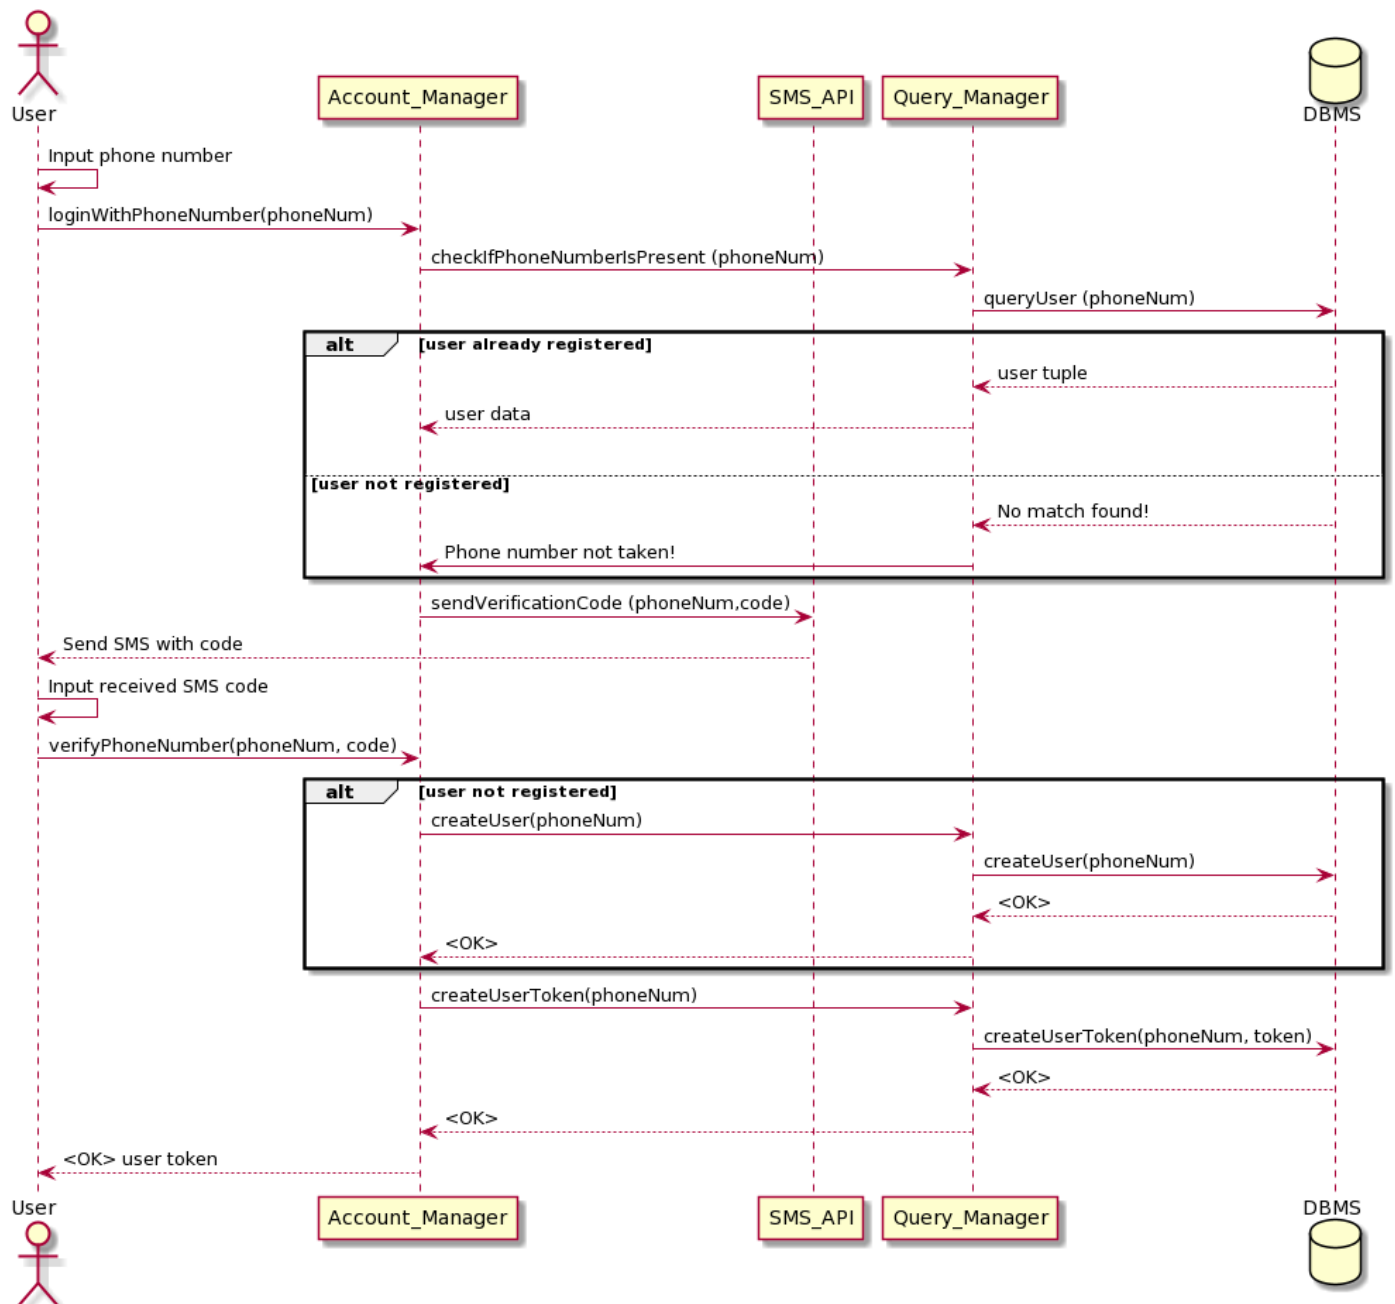 User
Account_Manager
SMS_API
Query_Manager
DBMS
Input phone number
loginWithPhoneNumber(phoneNum)
checkIfPhoneNumberIsPresent (phoneNum)
queryUser (phoneNum)
alt
[user already registered]
user tuple
user data
[user not registered]
No match found!
Phone number not taken!
sendVerificationCode (phoneNum,code)
Send SMS with code
Input received SMS code
verifyPhoneNumber(phoneNum, code)
alt
[user not registered]
createUser(phoneNum)
createUser(phoneNum)
<OK>
<OK>
createUserToken(phoneNum)
createUserToken(phoneNum, token)
<OK>
<OK>
<OK> user token
User
Account_Manager
SMS_API
Query_Manager
DBMS